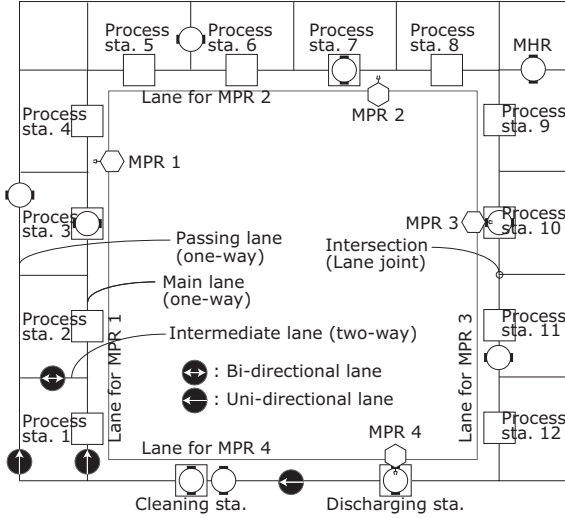 Process
sta. 5
Process
sta. 6
Process
sta. 7
Process
sta. 8
MHR
Lane for MPR 2
MPR 2
Process
sta. 4
Process
sta. 9
MPR 1
Process
sta. 3
MPR 3
Process
sta. 10
Passing lane
(one-way)
Intersection
(Lane joint)
Main lane
(one-way)
Process
sta. 2
Lane for MPR 1
Intermediate lane (two-way)
Lane for MPR 3
Process
sta. 11
: Bi-directional lane
: Uni-directional lane
Process
sta. 1
Process
sta. 12
Lane for MPR 4
MPR 4
Cleaning sta.
Discharging sta.